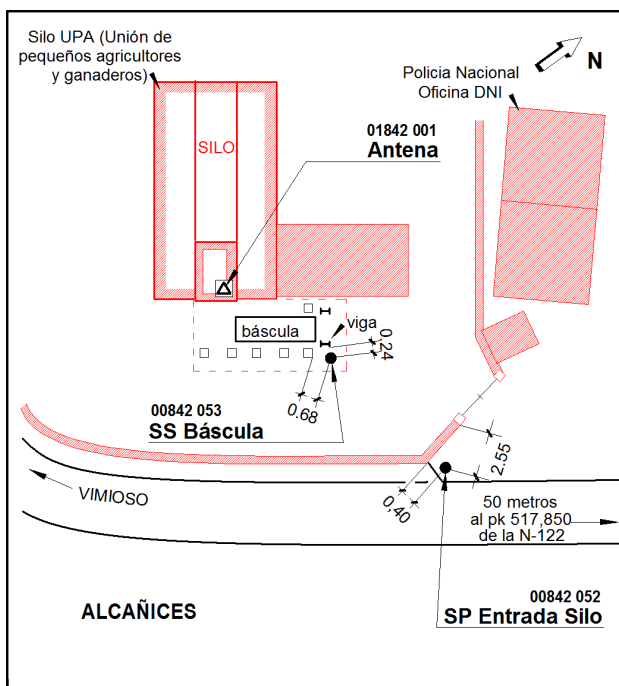 Silo UPA (Unión de
pequeños agricultores
y ganaderos)
N
Policia Nacional
Oficina DNI
01842 001
Antena
SILO
báscula
viga
0,24
0.68
00842 053
SS Báscula
2.55
0,40
VIMIOSO
50 metros
al pk 517,850
de la N-122
ALCAÑICES
00842 052
SP Entrada Silo